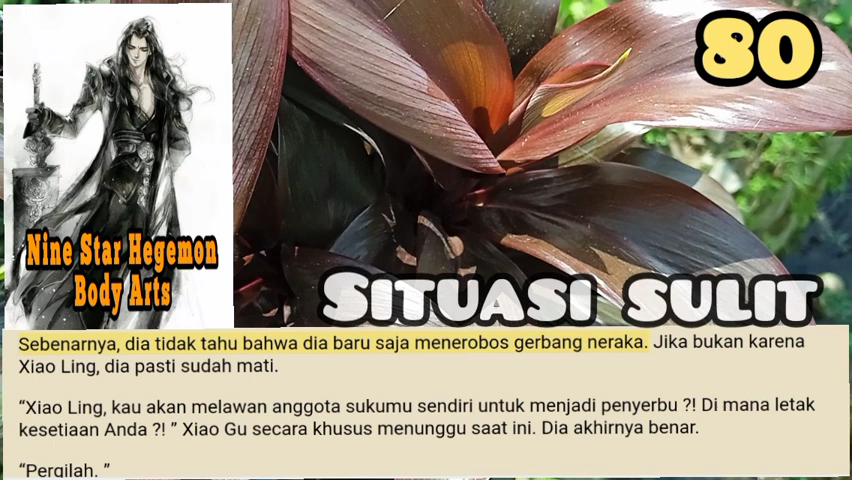 80
Nine Star Hegemon
Body Arts
Situasi sulit
Sebenarnya, dia tidak tahu bahwa dia baru saja menerobos gerbang neraka. Jika bukan karena
Xiao Ling, dia pasti sudah mati.
“Xiao Ling, kau akan melawan anggota sukumu sendiri untuk menjadi penyerbu ?! Di mana letak
kesetiaan Anda ?! ” Xiao Gu secara khusus menunggu saat ini. Dia akhirnya benar.
“Pergilah. ”